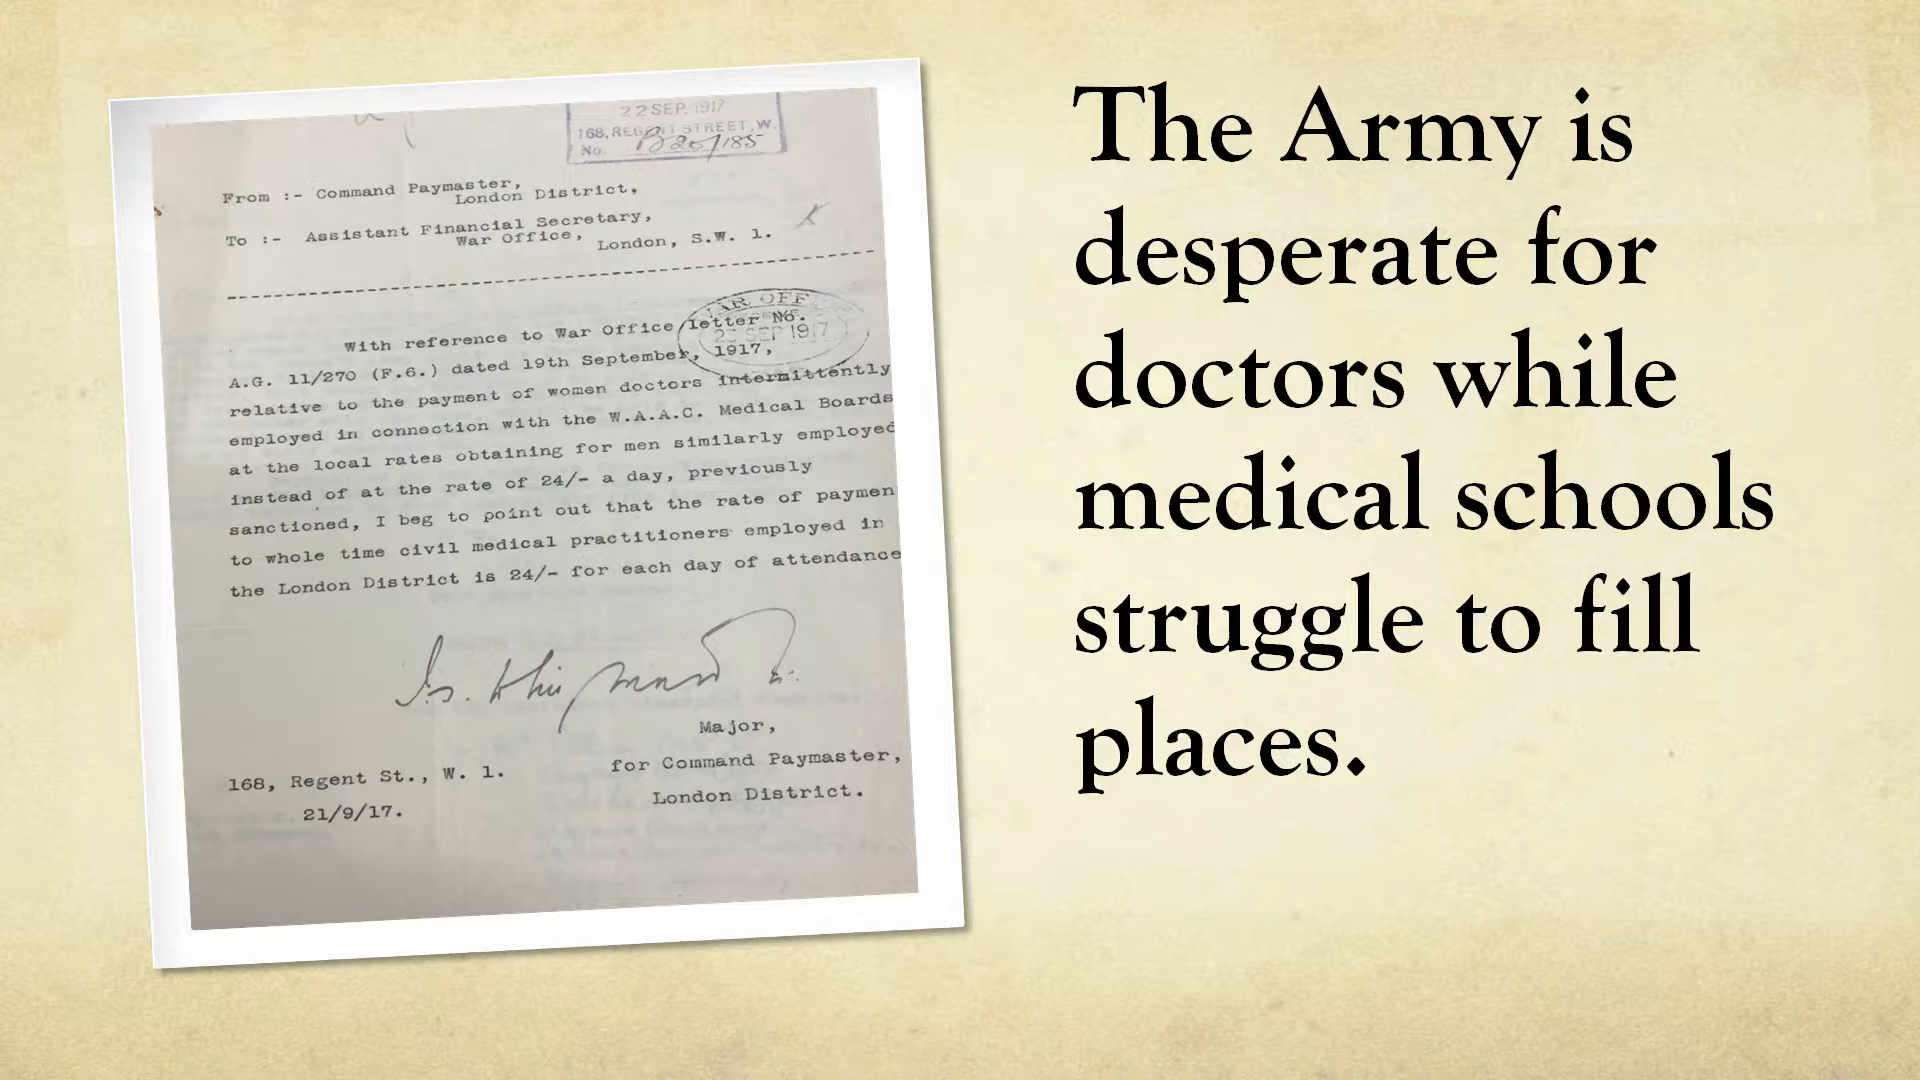 22 SEP. 1917
168, REGENT STREET, W.
No. B20/185
From :- Command Paymaster,
London District,
To :- Assistant Financial Secretary,
War Office,
London, S.W. 1.
WAR OFF
SEP 1917
With reference to War Office letter No.
A.G. 11/270 (F.6.) dated 19th September, 1917,
relative to the payment of women doctors intermittently
employed in connection with the W.A.A.C. Medical Boards
at the local rates obtaining for men similarly employed
instead of at the rate of 24/- a day, previously
sanctioned, I beg to point out that the rate of paymen
to whole time civil medical practitioners employed in
the London District is 24/- for each day of attendance
Major,
for Command Paymaster,
London District.
168, Regent St., W. 1.
21/9/17.
The Army is
desperate for
doctors while
medical schools
struggle to fill
places.